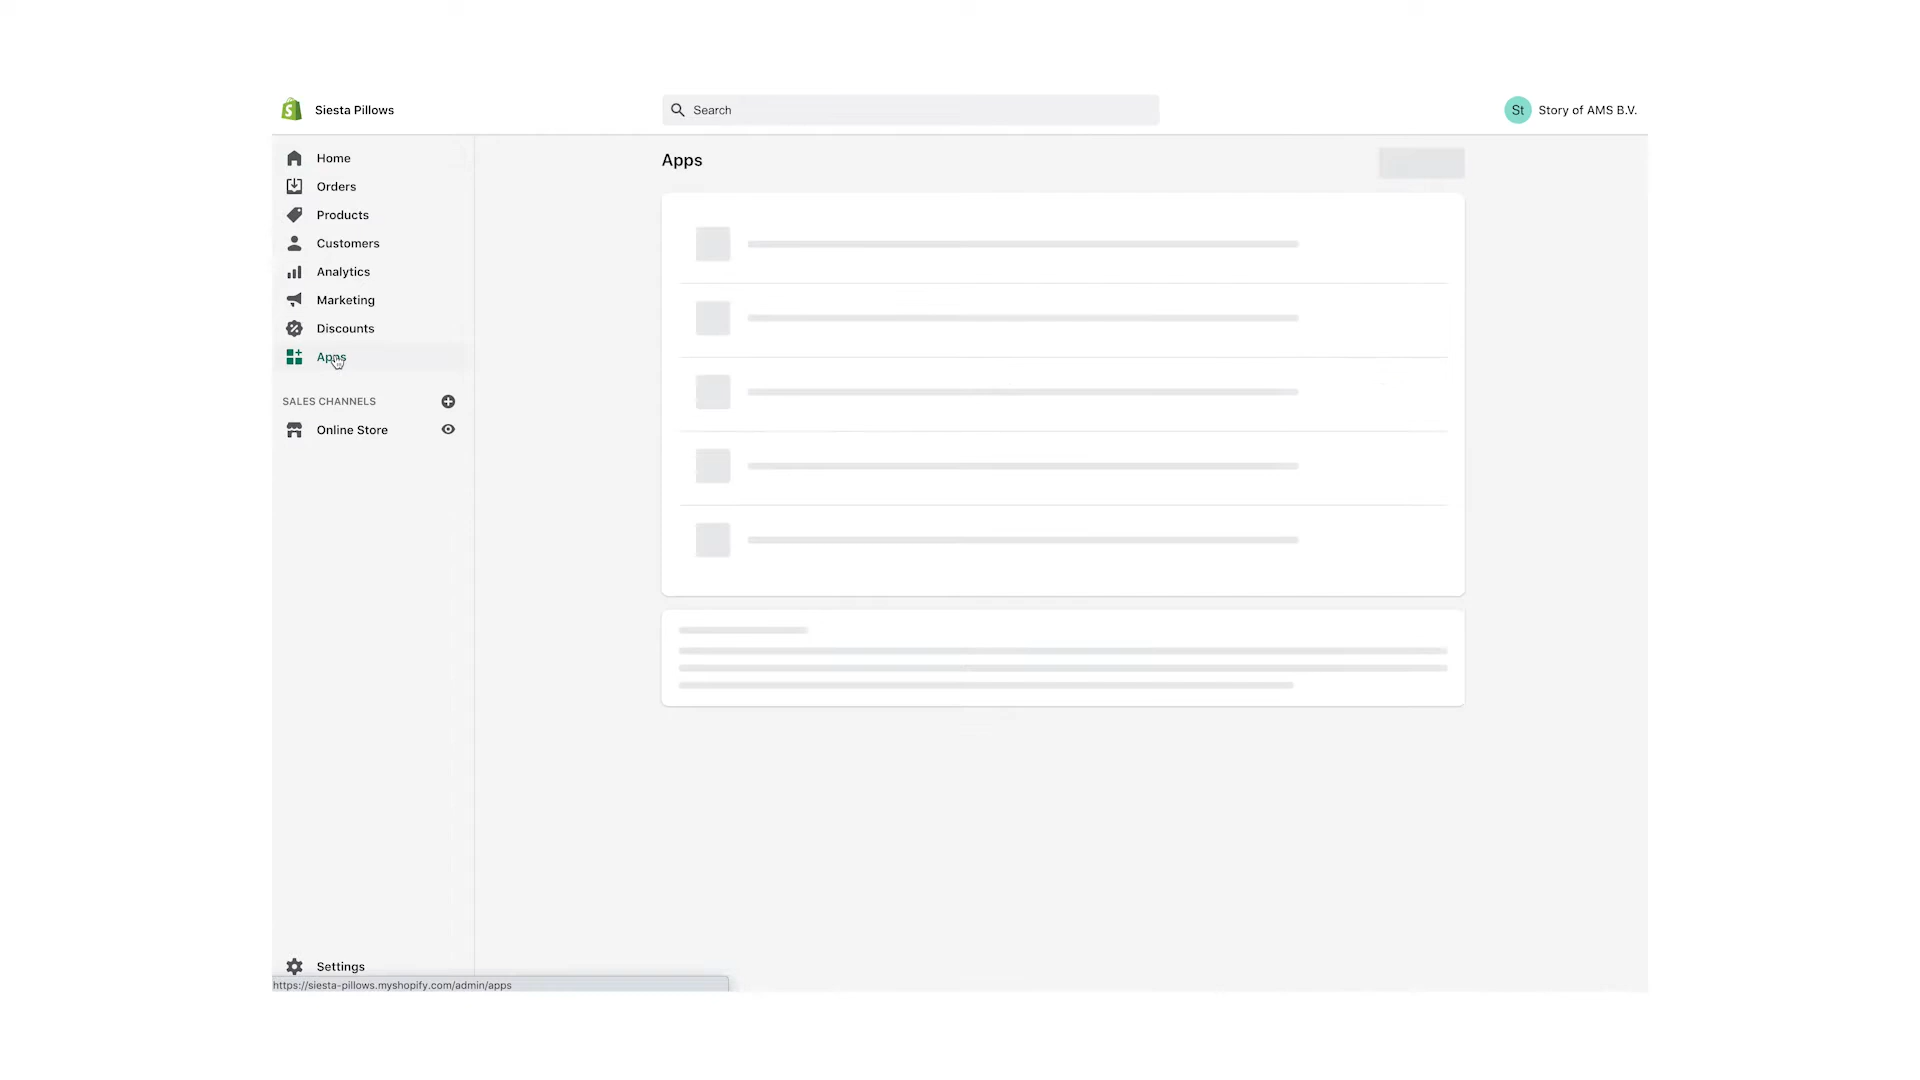 Siesta Pillows
Search
St
Story of AMS B.V.
Home
Orders
Products
Customers
Analytics
Marketing
Discounts
Apps
SALES CHANNELS
Online Store
Settings
https://siesta-pillows.myshopify.com/admin/apps
Apps